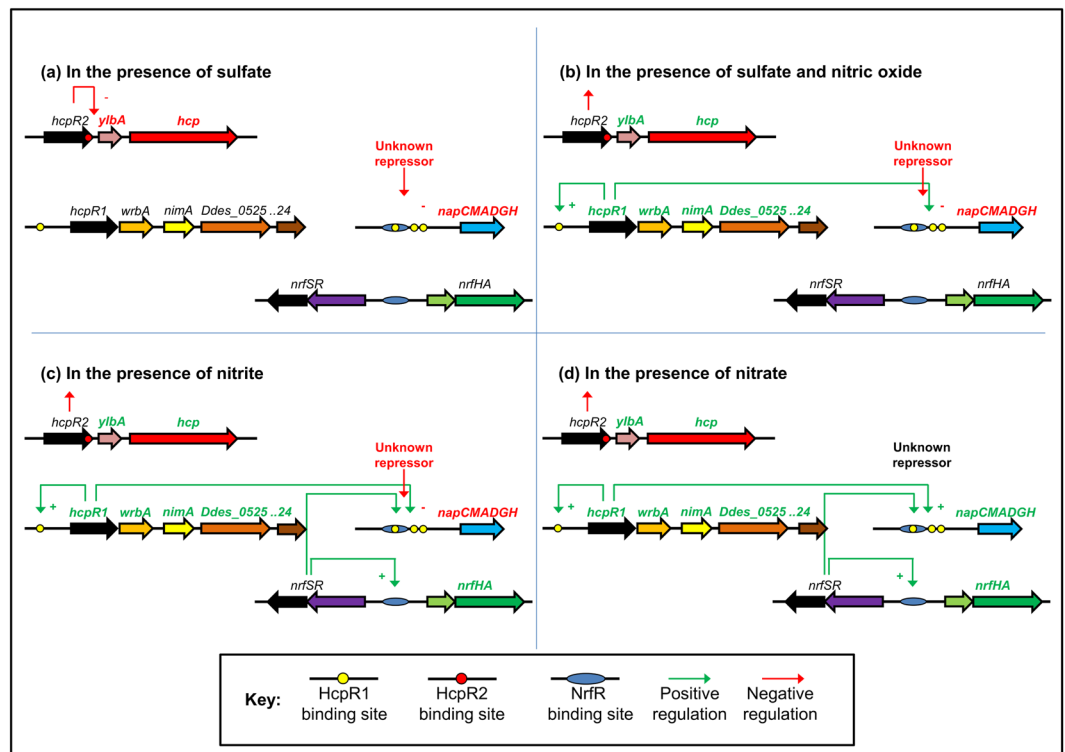 (a) In the presence of sulfate
-
hcpR2 ylbA hcp
Unknown
repressor
hcpR1 wrbA nimA Ddes_0525 ..24
-
napCMADGH
nrfSR nrfHA
(b) In the presence of sulfate and nitric oxide
hcpR2 ylbA hcp
Unknown
repressor
+
hcpR1 wrbA nimA Ddes_0525 ..24
-
napCMADGH
nrfSR nrfHA
(c) In the presence of nitrite
hcpR2 ylbA hcp
Unknown
repressor
+
hcpR1 wrbA nimA Ddes_0525 ..24
-
napCMADGH
+
nrfSR nrfHA
(d) In the presence of nitrate
hcpR2 ylbA hcp
Unknown
repressor
+
hcpR1 wrbA nimA Ddes_0525 ..24
+
napCMADGH
+
nrfSR nrfHA
Key:
HcpR1
binding site
HcpR2
binding site
NrfR
binding site
Positive
regulation
Negative
regulation